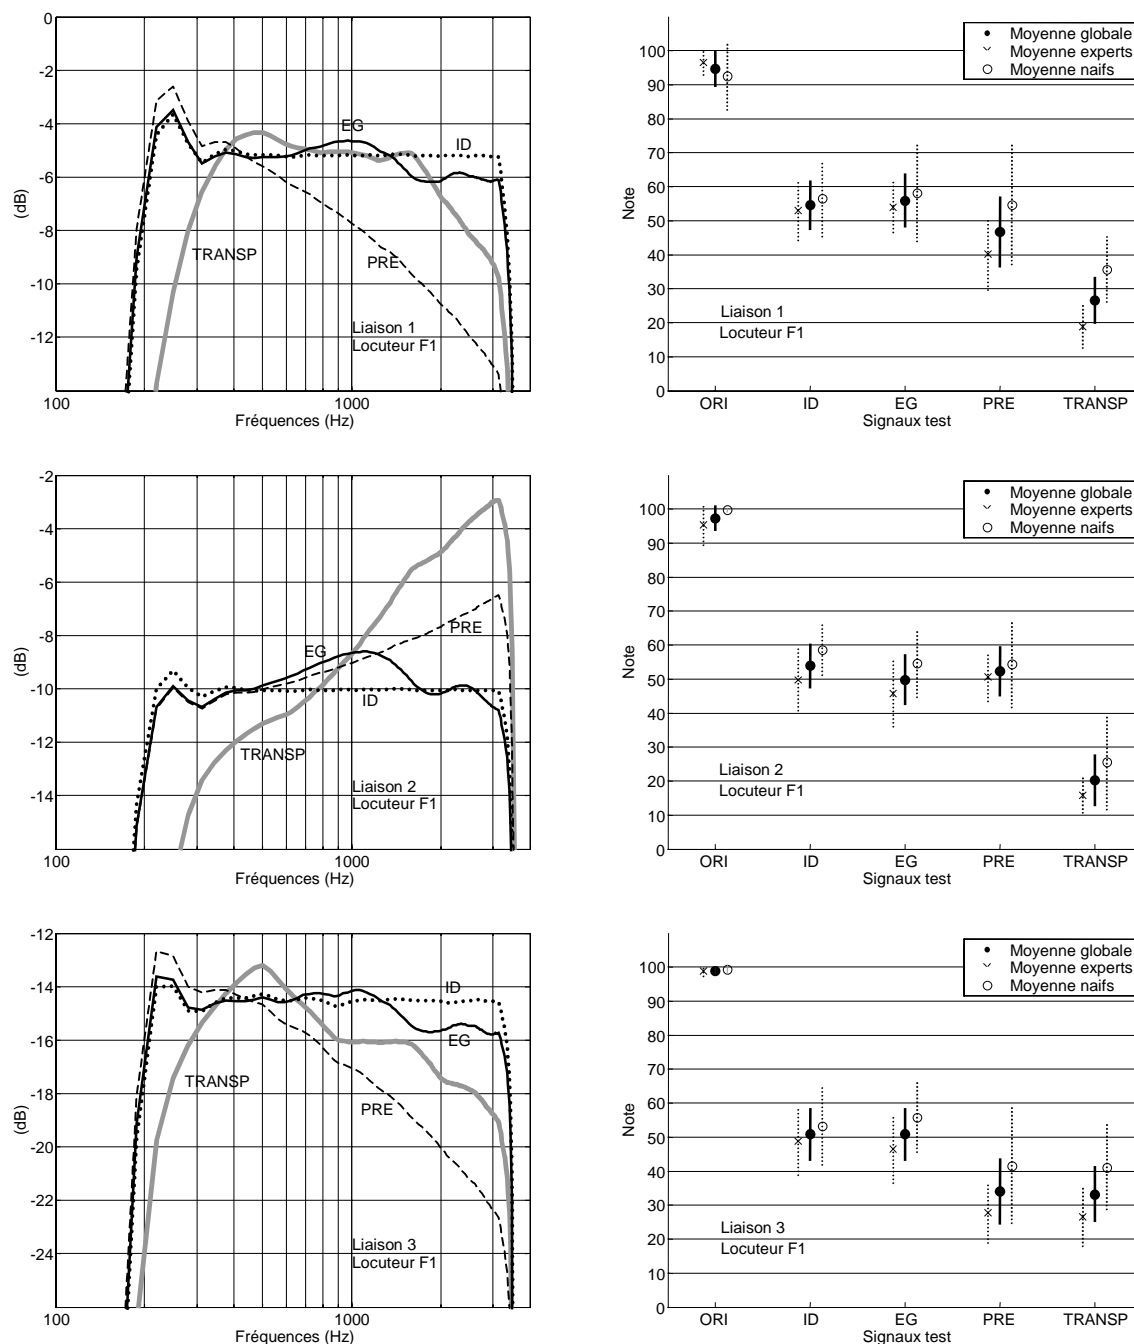 0
-2
-4
-6
-8
-10
-12
(dB)
EG
ID
TRANSP
PRE
Liaison 1
Locuteur F1
100
1000
Fréquences (Hz)
Moyenne globale
Moyenne experts
Moyenne naifs
100
90
80
70
60
50
40
30
20
10
0
Note
Liaison 1
Locuteur F1
ORI
ID
EG
PRE
TRANSP
Signaux test
-2
-4
-6
-8
-10
-12
-14
(dB)
PRE
EG
ID
TRANSP
Liaison 2
Locuteur F1
100
1000
Fréquences (Hz)
Moyenne globale
Moyenne experts
Moyenne naifs
100
90
80
70
60
50
40
30
20
10
0
Note
Liaison 2
Locuteur F1
ORI
ID
EG
PRE
TRANSP
Signaux test
-12
-14
-16
-18
-20
-22
-24
(dB)
ID
EG
TRANSP
PRE
Liaison 3
Locuteur F1
100
1000
Fréquences (Hz)
Moyenne globale
Moyenne experts
Moyenne naifs
100
90
80
70
60
50
40
30
20
10
0
Note
Liaison 3
Locuteur F1
ORI
ID
EG
PRE
TRANSP
Signaux test